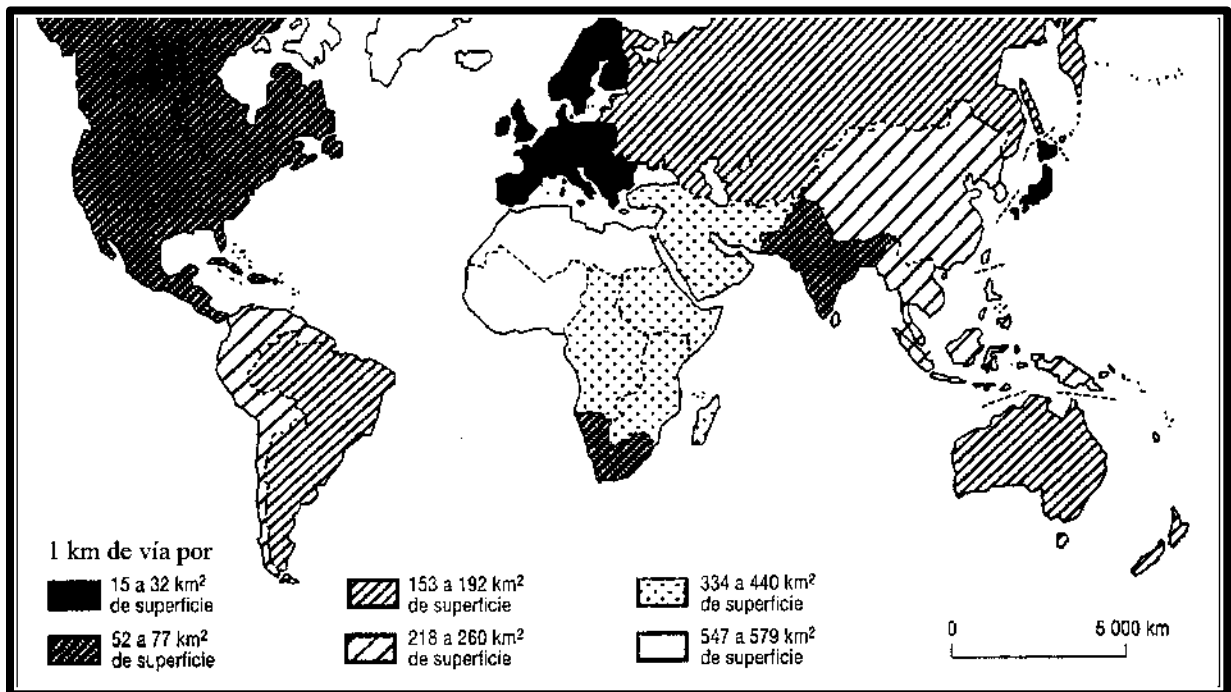 1 km de vía por
15 a 32 km²
de superficie
52 a 77 km²
de superficie
153 a 192 km²
de superficie
218 a 260 km²
de superficie
334 a 440 km²
de superficie
547 a 579 km²
de superficie
0 5 000 km